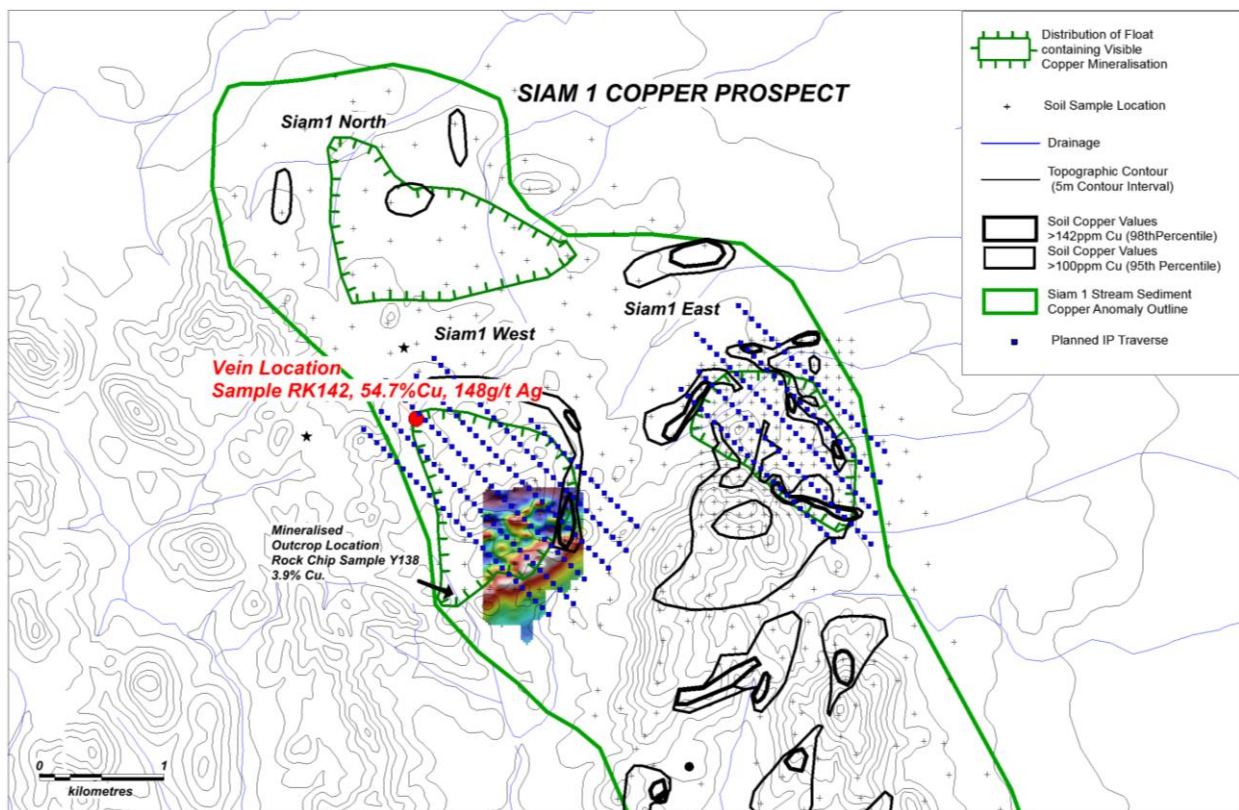 SIAM 1 COPPER PROSPECT
Siam1 North
Siam1 East
Siam1 West
Vein Location
Sample RK142, 54.7%Cu, 148g/t Ag
Mineralised
Outcrop Location
Rock Chip Sample Y138
3.9% Cu.
0 1
kilometres
Distribution of Float
containing Visible
Copper Mineralisation
Soil Sample Location
Drainage
Topographic Contour
(5m Contour Interval)
Soil Copper Values
>142ppm Cu (98thPercentile)
Soil Copper Values
>100ppm Cu (95th Percentile)
Siam 1 Stream Sediment
Copper Anomaly Outline
Planned IP Traverse